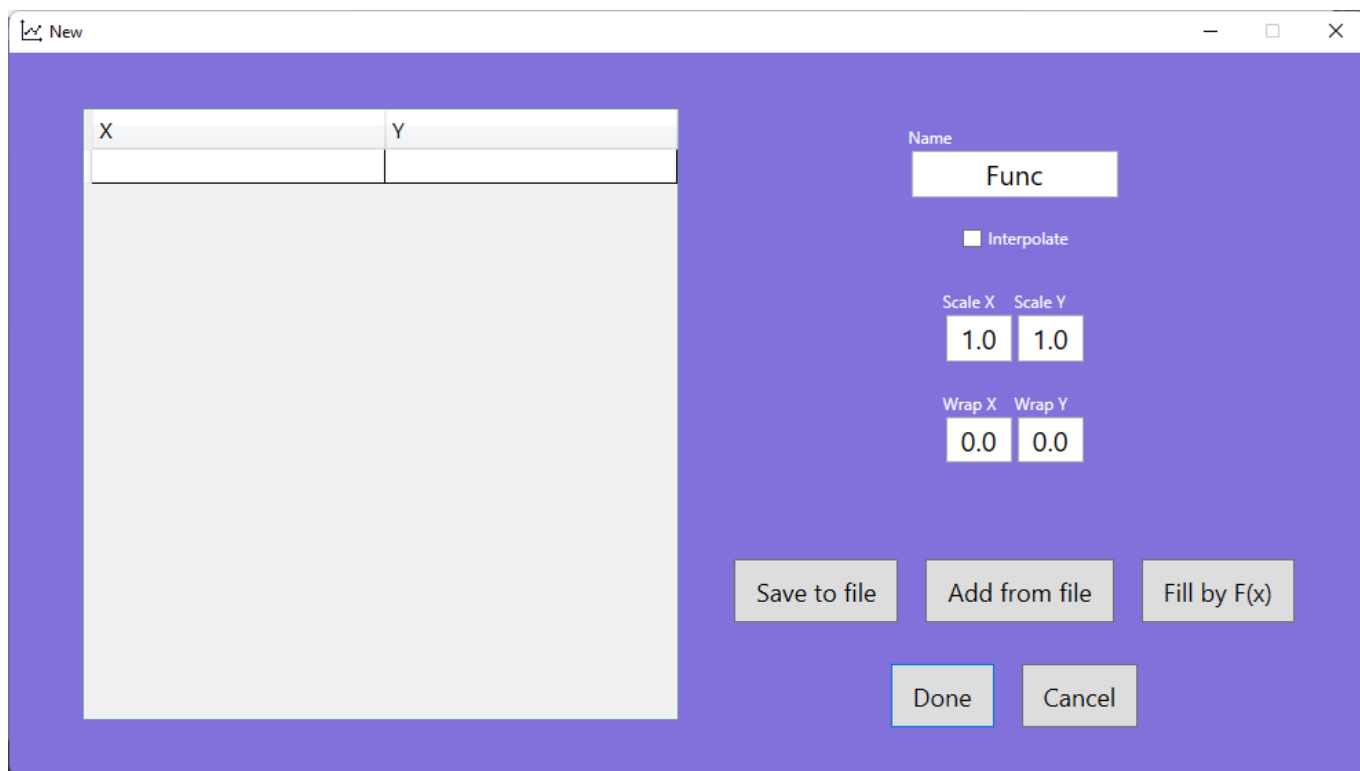 New
X Y
Name
Func
Interpolate
Scale X Scale Y
1.0 1.0
Wrap X Wrap Y
0.0 0.0
Save to file Add from file Fill by F(x)
Done Cancel